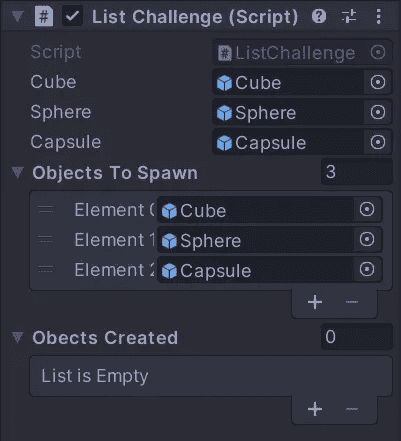 List Challenge (Script)
Script ListChallenge
Cube Cube
Sphere Sphere
Capsule Capsule
Objects To Spawn 3
Element 0 Cube
Element 1 Sphere
Element 2 Capsule
+ −
Obects Created 0
List is Empty
+ −